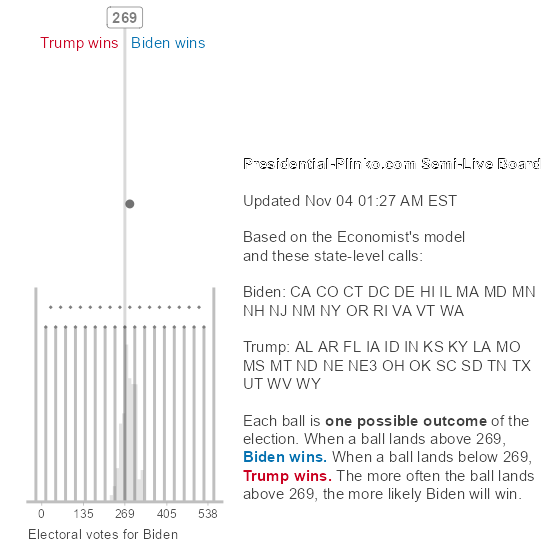 269
Trump wins Biden wins
Presidential-Plinko.com Semi-Live Board
Updated Nov 04 01:27 AM EST
Based on the Economist's model
and these state-level calls:
Biden: CA CO CT DC DE HI IL MA MD MN
NH NJ NM NY OR RI VA VT WA
Trump: AL AR FL IA ID IN KS KY LA MO
MS MT ND NE NE3 OH OK SC SD TN TX
UT WV WY
Each ball is one possible outcome of the
election. When a ball lands above 269,
Biden wins. When a ball lands below 269,
Trump wins. The more often the ball lands
above 269, the more likely Biden will win.
0 135 269 405 538
Electoral votes for Biden